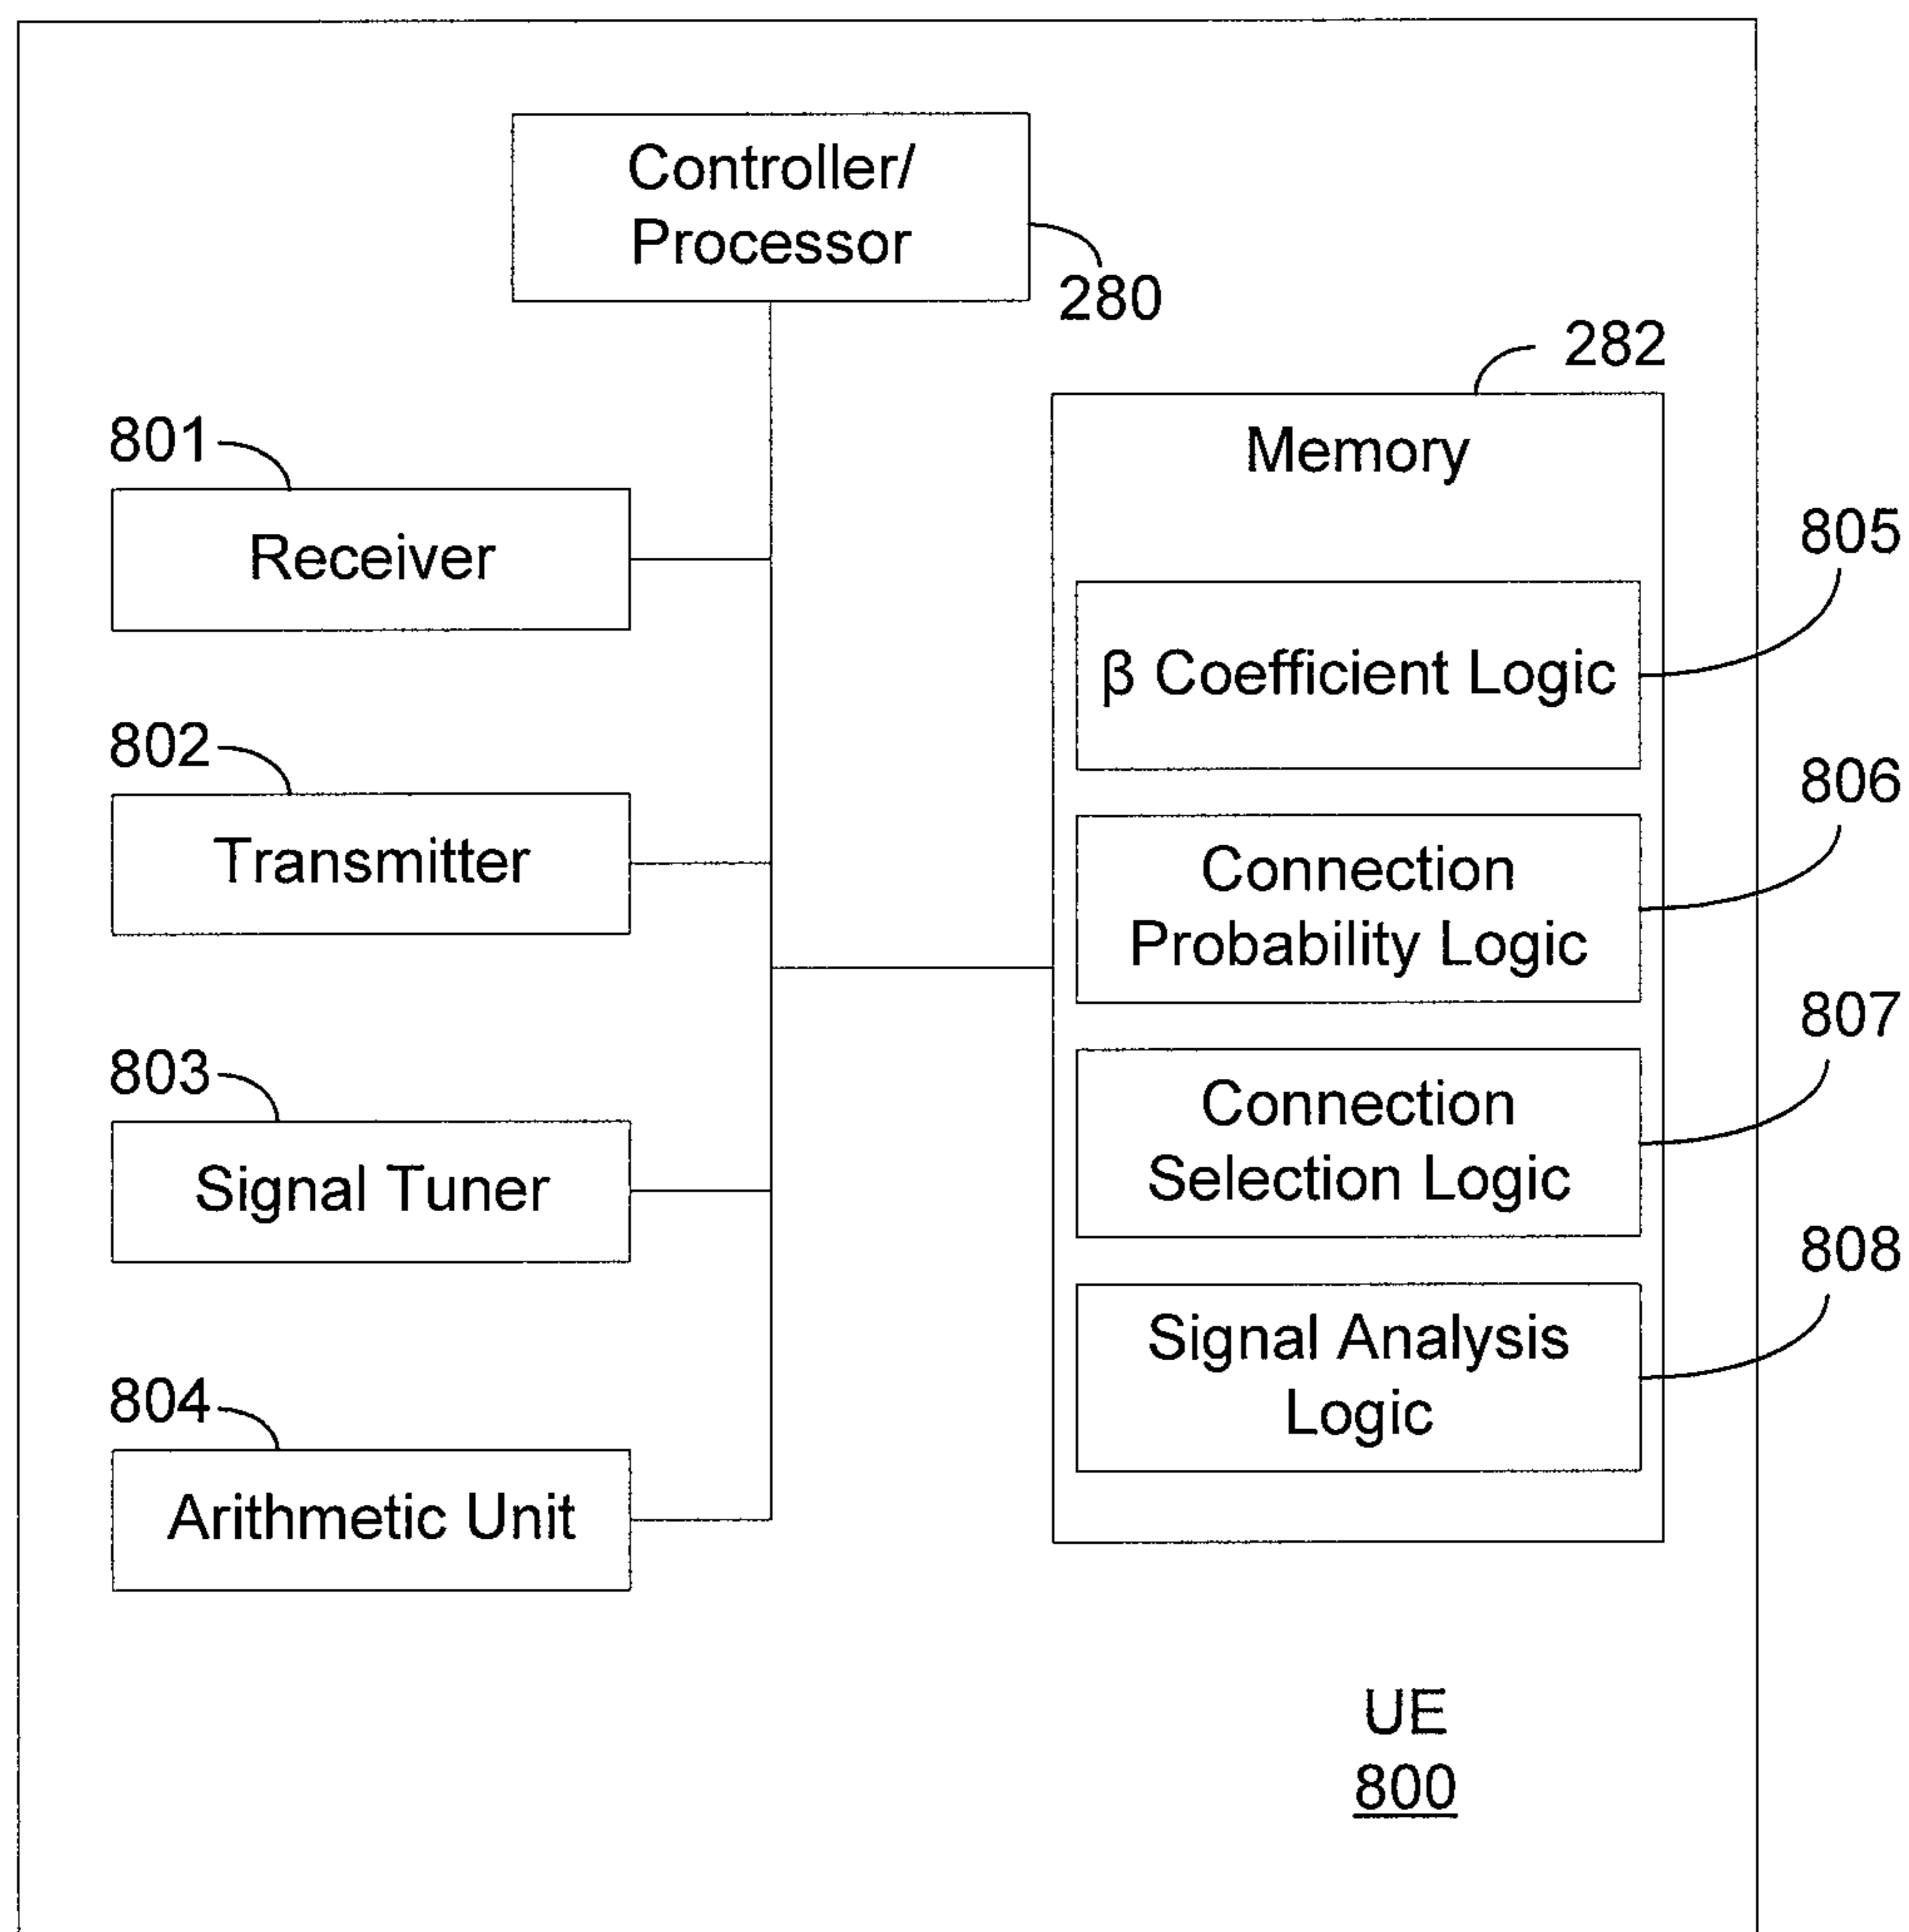 Controller/
Processor
280
282
Memory
801
Receiver
805
β Coefficient Logic
802
Transmitter
806
Connection
Probability Logic
803
Signal Tuner
807
Connection
Selection Logic
804
Arithmetic Unit
808
Signal Analysis
Logic
UE
800